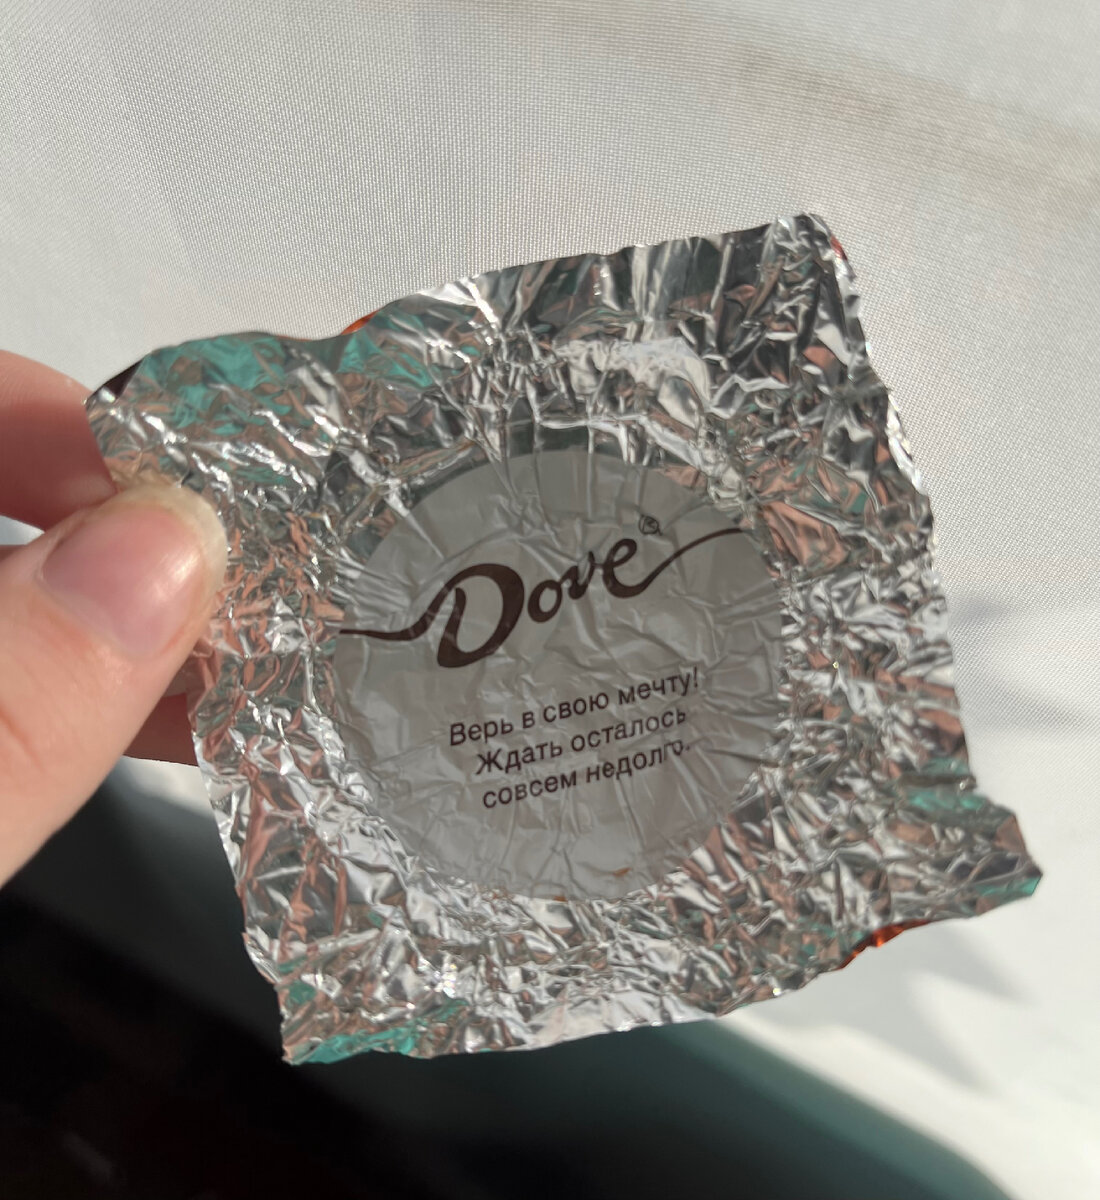 Dove®
Верь в свою мечту!
Ждать осталось
совсем недолго.